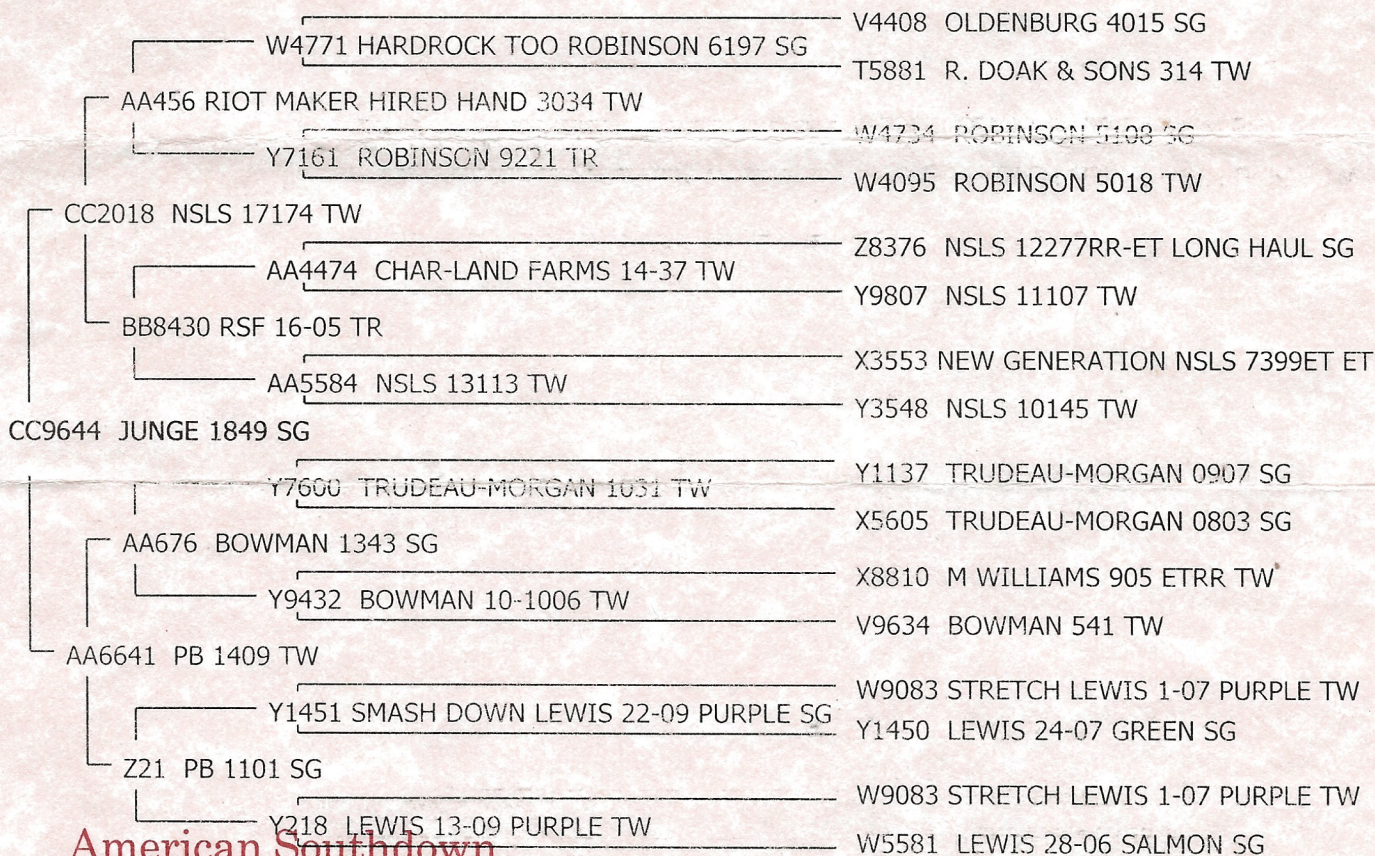 V4408 OLDENBURG 4015 SG
W4771 HARDROCK TOO ROBINSON 6197 SG
T5881 R. DOAK & SONS 314 TW
AA456 RIOT MAKER HIRED HAND 3034 TW
W4734 ROBINSON 5108 SG
Y7161 ROBINSON 9221 TR
W4095 ROBINSON 5018 TW
CC2018 NSLS 17174 TW
Z8376 NSLS 12277RR-ET LONG HAUL SG
AA4474 CHAR-LAND FARMS 14-37 TW
Y9807 NSLS 11107 TW
BB8430 RSF 16-05 TR
X3553 NEW GENERATION NSLS 7399ET ET
AA5584 NSLS 13113 TW
Y3548 NSLS 10145 TW
CC9644 JUNGE 1849 SG
Y1137 TRUDEAU-MORGAN 0907 SG
Y7600 TRUDEAU-MORGAN 1031 TW
X5605 TRUDEAU-MORGAN 0803 SG
AA676 BOWMAN 1343 SG
X8810 M WILLIAMS 905 ETRR TW
Y9432 BOWMAN 10-1006 TW
V9634 BOWMAN 541 TW
AA6641 PB 1409 TW
W9083 STRETCH LEWIS 1-07 PURPLE TW
Y1451 SMASH DOWN LEWIS 22-09 PURPLE SG
Y1450 LEWIS 24-07 GREEN SG
Z21 PB 1101 SG
W9083 STRETCH LEWIS 1-07 PURPLE TW
Y218 LEWIS 13-09 PURPLE TW
W5581 LEWIS 28-06 SALMON SG
American Southdown